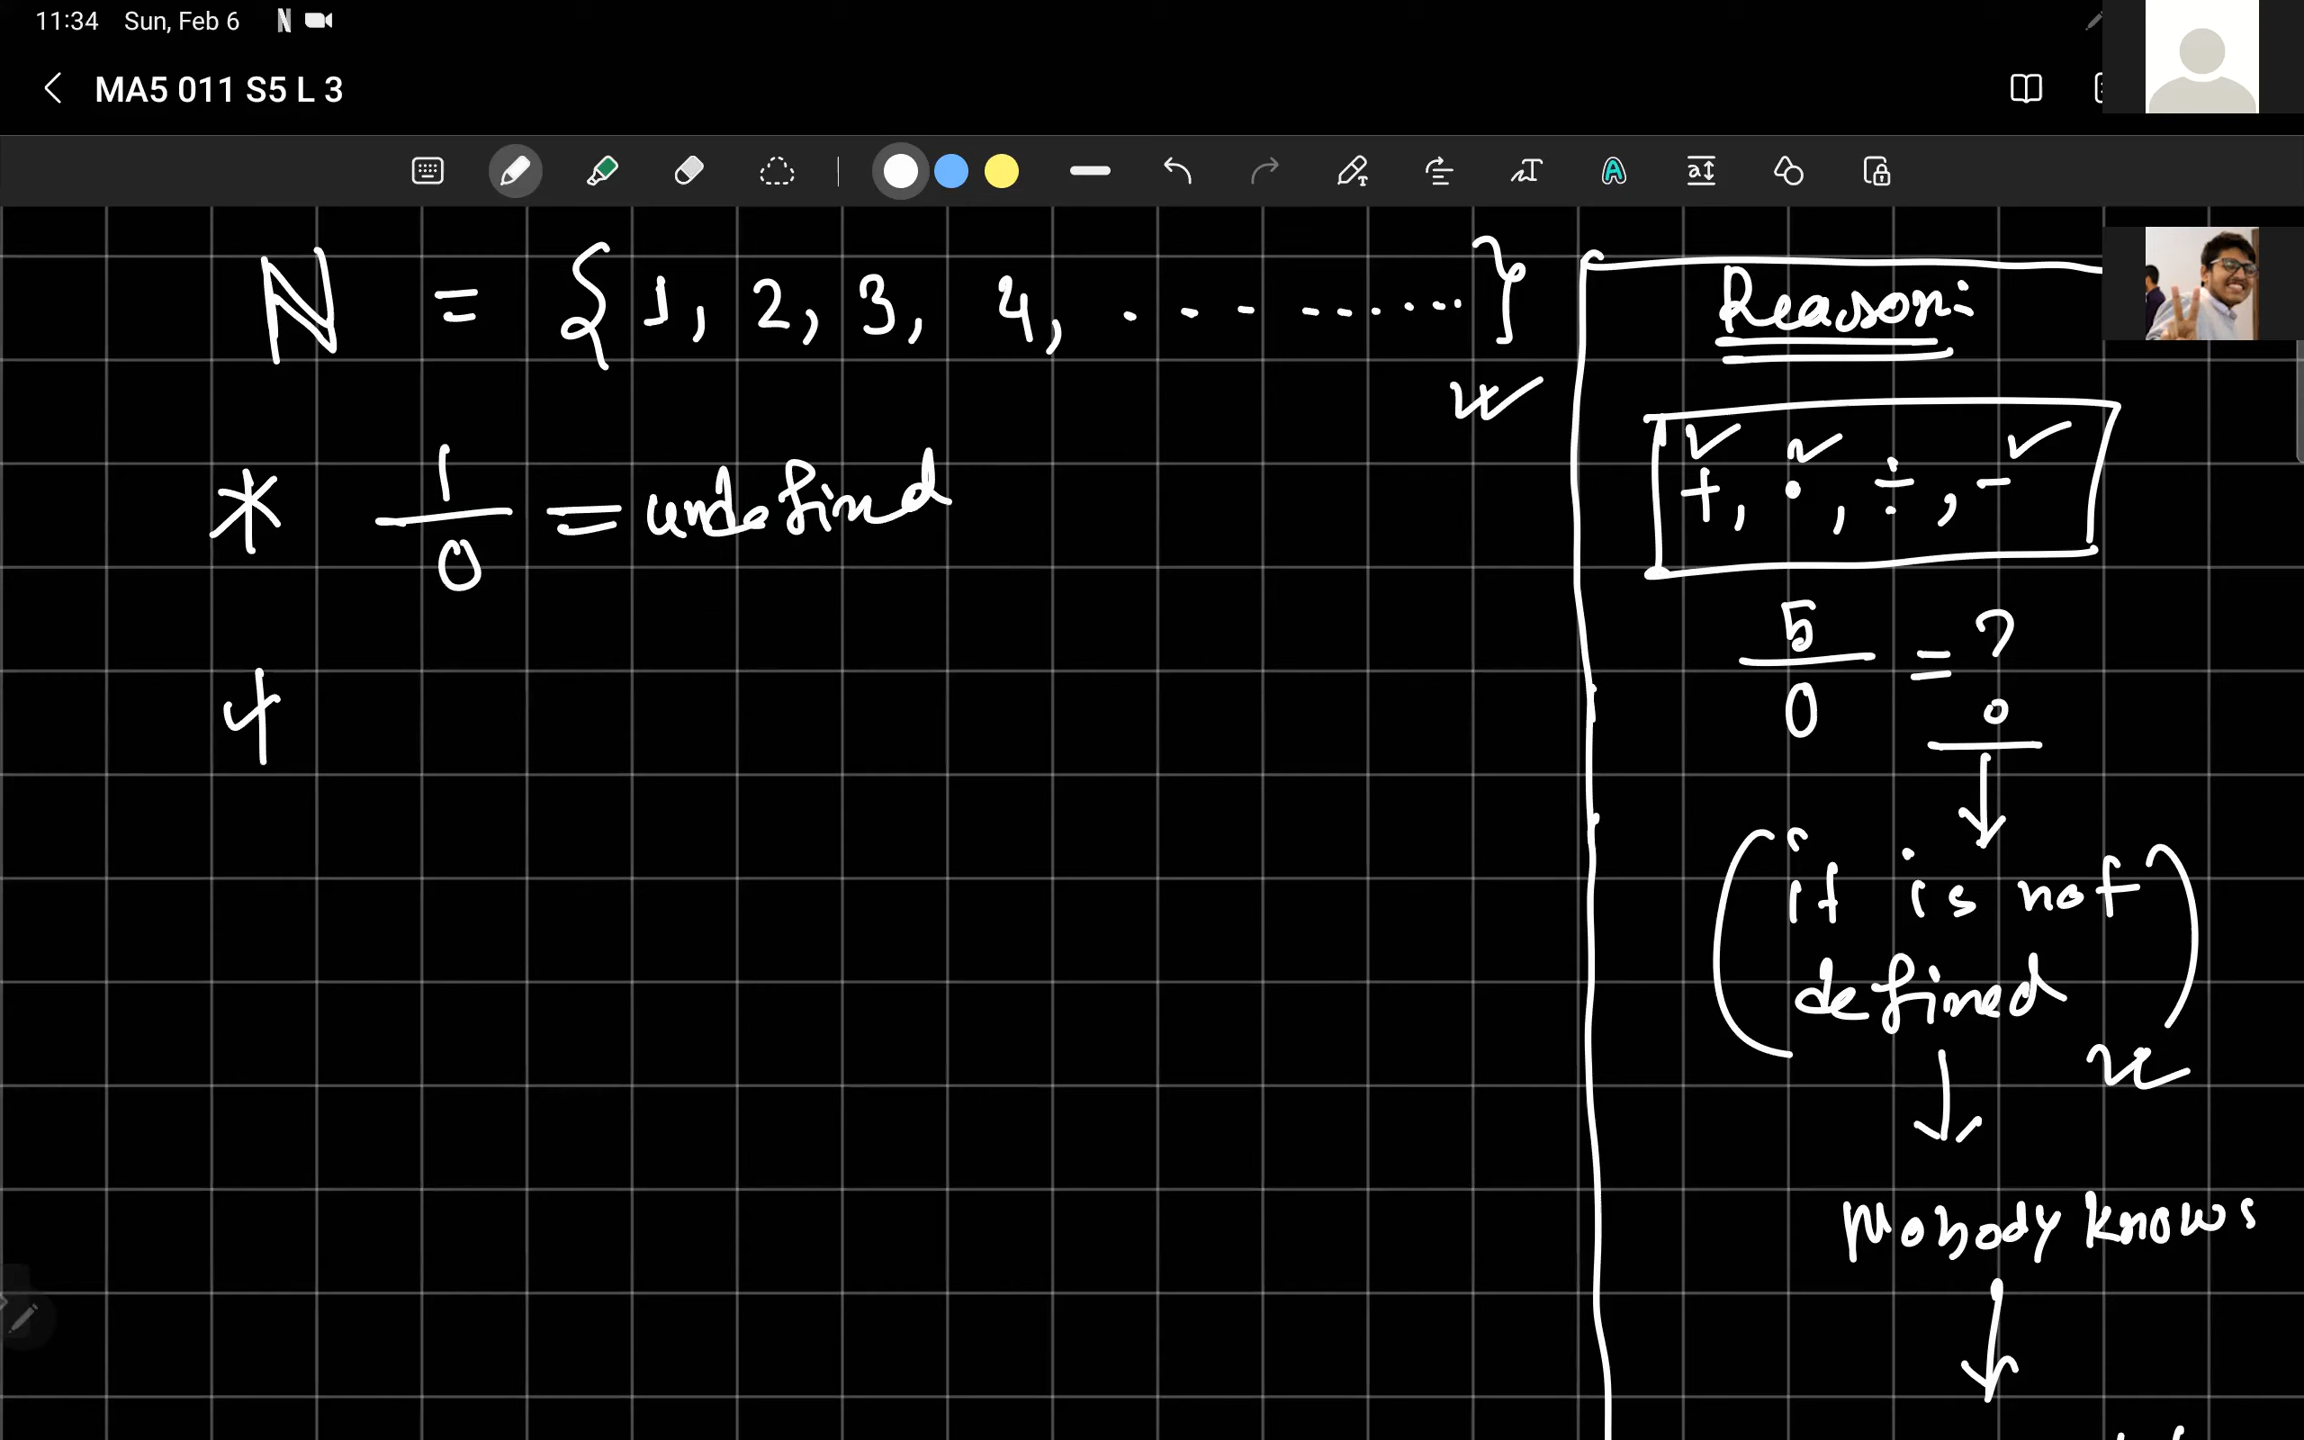 11:34 Sun, Feb 6
MA5 011 S5 L 3
ℕ = { 1, 2, 3, 4, ............ }
* 1/0 = undefined
4
Reason:
+, •, ÷, -
5/0 = ?
it is not
defined
Nobody knows